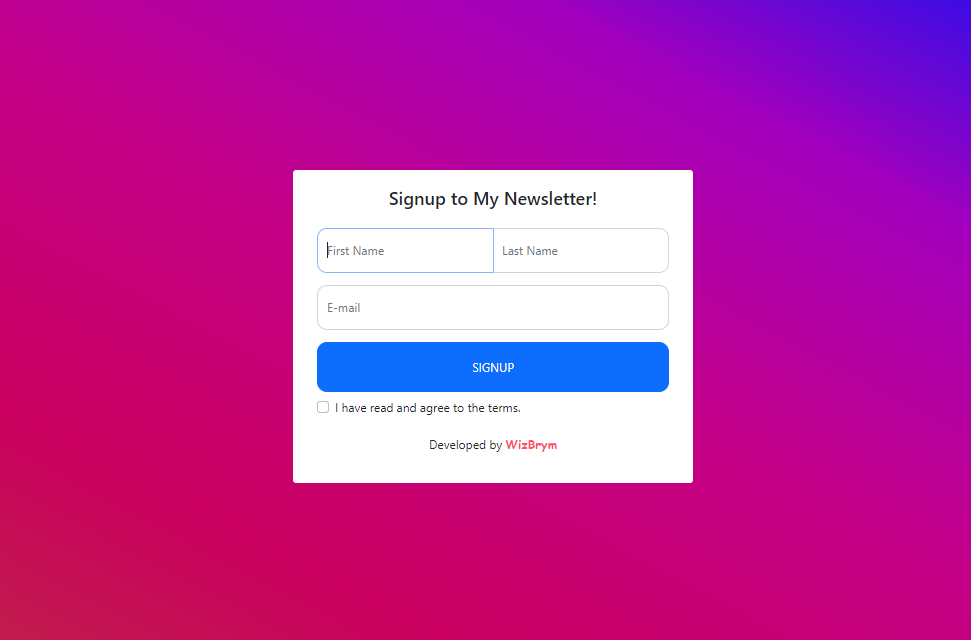 Signup to My Newsletter!
First Name Last Name
E-mail
SIGNUP
I have read and agree to the terms.
Developed by WizBrym